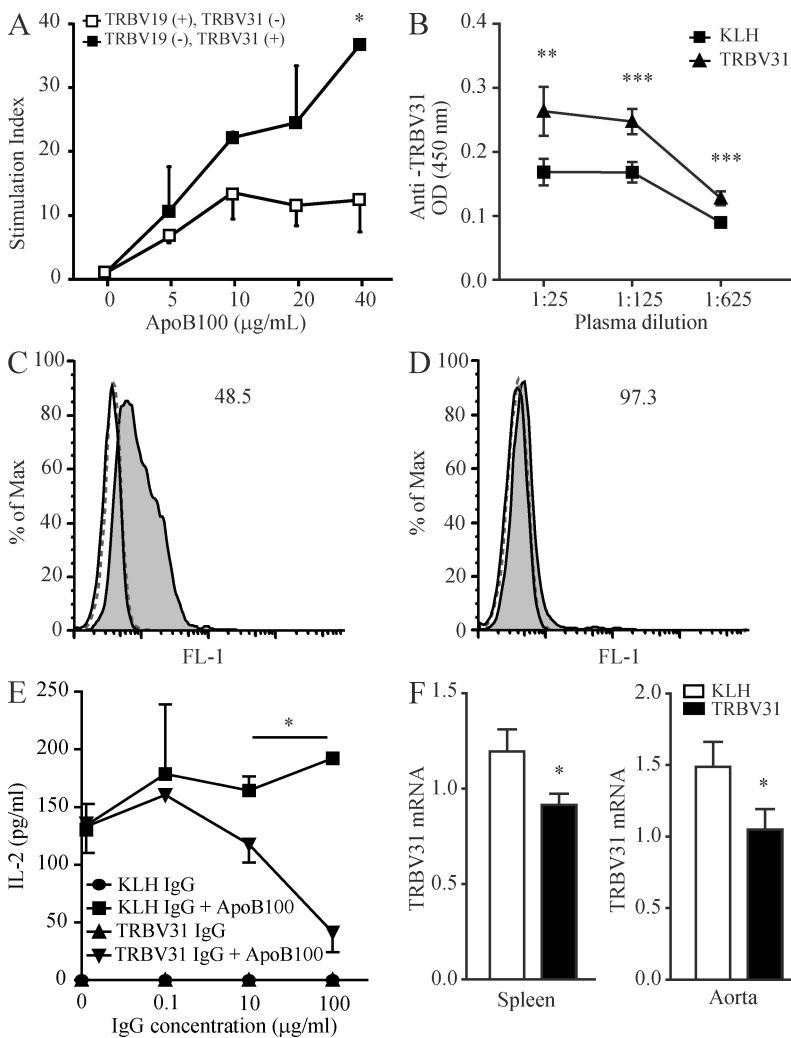 A
TRBV19 (+), TRBV31 (-)
TRBV19 (-), TRBV31 (+)
*
40
30
20
10
0
Stimulation Index
0 5 10 20 40
ApoB100 (μg/mL)
B
KLH
TRBV31
0.4
0.3
0.2
0.1
0.0
** *** ***
Anti -TRBV31
OD (450 nm)
1:25 1:125 1:625
Plasma dilution
C
100
80
60
40
20
0
48.5
% of Max
FL-1
D
100
80
60
40
20
0
97.3
% of Max
FL-1
E
250
200
150
100
50
0
*
IL-2 (pg/ml)
KLH IgG
KLH IgG + ApoB100
TRBV31 IgG
TRBV31 IgG + ApoB100
0 0.1 10 100
IgG concentration (μg/ml)
F
1.5
1.0
0.5
0.0
TRBV31 mRNA
*
Spleen
KLH
TRBV31
2.0
1.5
1.0
0.5
0.0
TRBV31 mRNA
*
Aorta